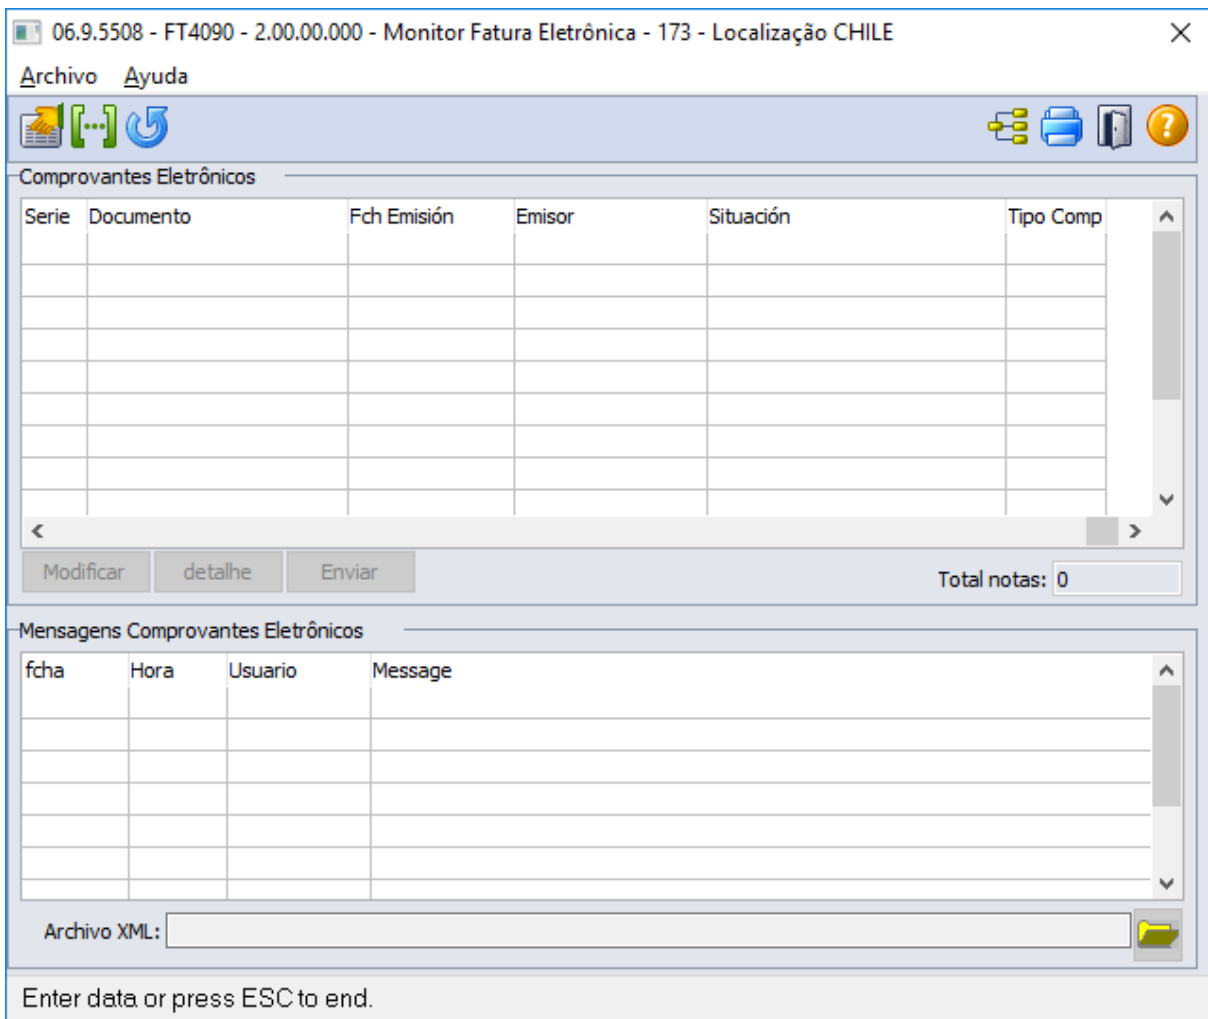 06.9.5508 - FT4090 - 2.00.00.000 - Monitor Fatura Eletrônica - 173 - Localização CHILE
Archivo Ayuda
Comprovantes Eletrônicos
Serie Documento Fch Emisión Emisor Situación Tipo Comp
Modificar detalhe Enviar Total notas: 0
Mensagens Comprovantes Eletrônicos
fcha Hora Usuario Message
Archivo XML:
Enter data or press ESC to end.